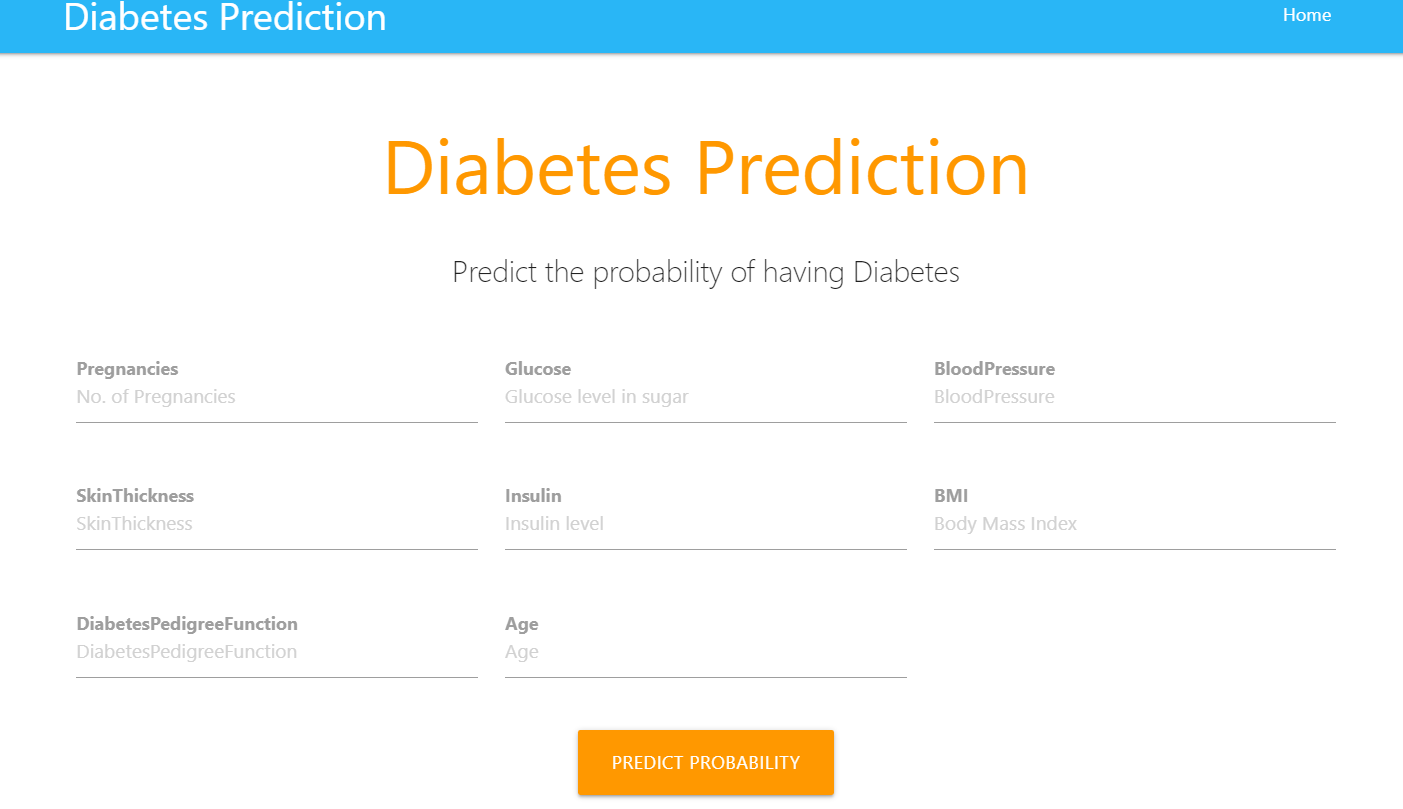 Diabetes Prediction
Home
Diabetes Prediction
Predict the probability of having Diabetes
Pregnancies
No. of Pregnancies
Glucose
Glucose level in sugar
BloodPressure
BloodPressure
SkinThickness
SkinThickness
Insulin
Insulin level
BMI
Body Mass Index
DiabetesPedigreeFunction
DiabetesPedigreeFunction
Age
Age
PREDICT PROBABILITY